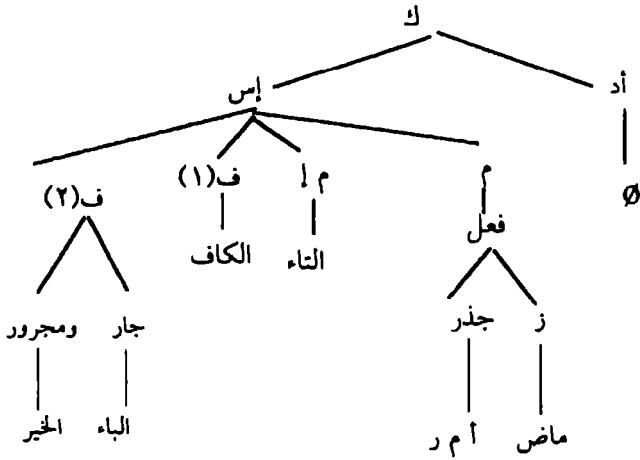 ك
أد إس
Ø م م إ ف(١) ف(٢)
فعل التاء الكاف
ز جذر جار ومجرور
ماض أ م ر الباء الخير